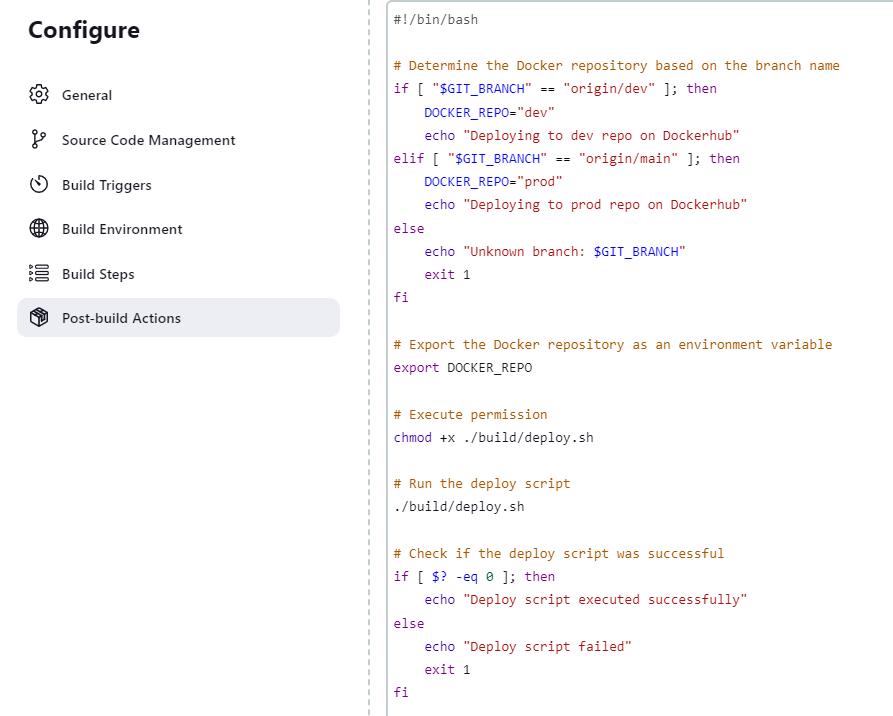 Configure
General
Source Code Management
Build Triggers
Build Environment
Build Steps
Post-build Actions
#!/bin/bash

# Determine the Docker repository based on the branch name
if [ "$GIT_BRANCH" == "origin/dev" ]; then
    DOCKER_REPO="dev"
    echo "Deploying to dev repo on Dockerhub"
elif [ "$GIT_BRANCH" == "origin/main" ]; then
    DOCKER_REPO="prod"
    echo "Deploying to prod repo on Dockerhub"
else
    echo "Unknown branch: $GIT_BRANCH"
    exit 1
fi

# Export the Docker repository as an environment variable
export DOCKER_REPO

# Execute permission
chmod +x ./build/deploy.sh

# Run the deploy script
./build/deploy.sh

# Check if the deploy script was successful
if [ $? -eq 0 ]; then
    echo "Deploy script executed successfully"
else
    echo "Deploy script failed"
    exit 1
fi